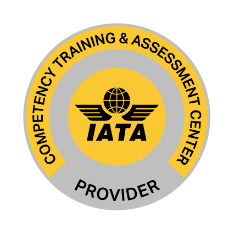 COMPETENCY TRAINING & ASSESSMENT CENTER
IATA
PROVIDER